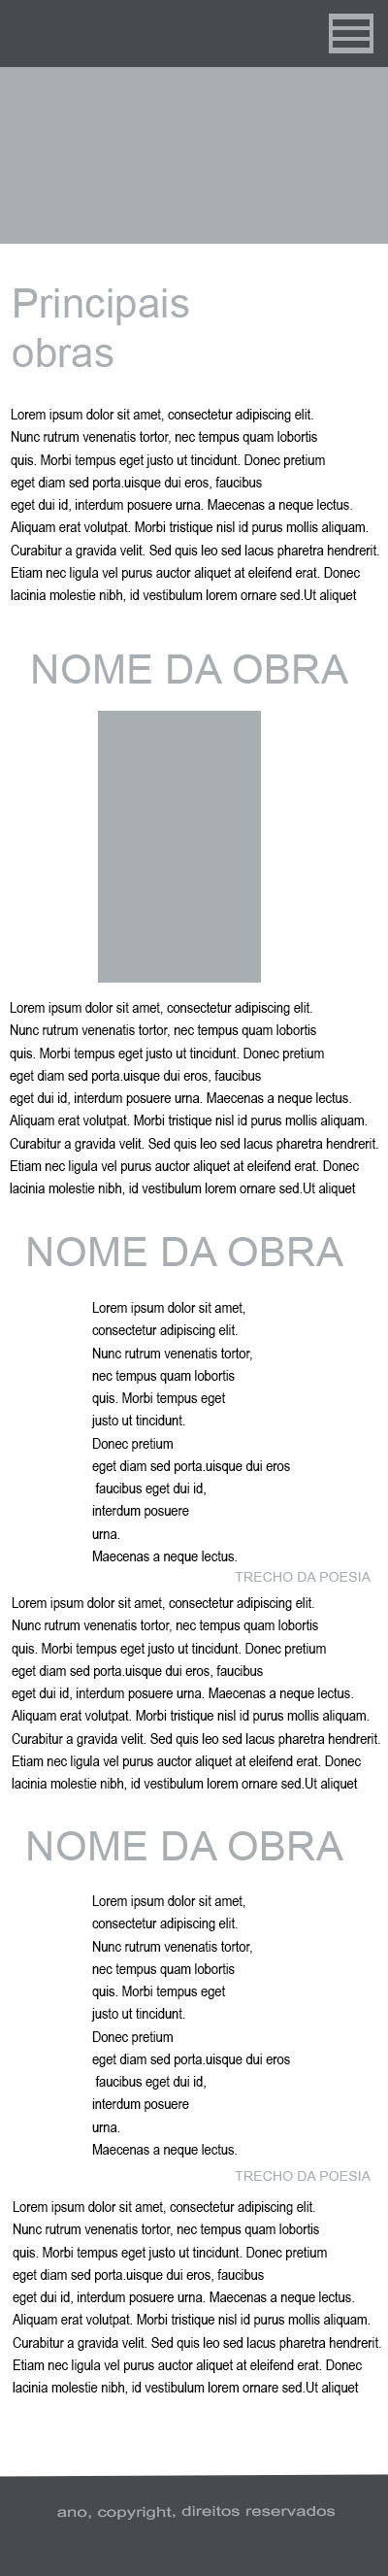 Principais
obras
Lorem ipsum dolor sit amet, consectetur adipiscing elit.
Nunc rutrum venenatis tortor, nec tempus quam lobortis
quis. Morbi tempus eget justo ut tincidunt. Donec pretium
eget diam sed porta.uisque dui eros, faucibus
eget dui id, interdum posuere urna. Maecenas a neque lectus.
Aliquam erat volutpat. Morbi tristique nisl id purus mollis aliquam.
Curabitur a gravida velit. Sed quis leo sed lacus pharetra hendrerit.
Etiam nec ligula vel purus auctor aliquet at eleifend erat. Donec
lacinia molestie nibh, id vestibulum lorem ornare sed.Ut aliquet
NOME DA OBRA
Lorem ipsum dolor sit amet, consectetur adipiscing elit.
Nunc rutrum venenatis tortor, nec tempus quam lobortis
quis. Morbi tempus eget justo ut tincidunt. Donec pretium
eget diam sed porta.uisque dui eros, faucibus
eget dui id, interdum posuere urna. Maecenas a neque lectus.
Aliquam erat volutpat. Morbi tristique nisl id purus mollis aliquam.
Curabitur a gravida velit. Sed quis leo sed lacus pharetra hendrerit.
Etiam nec ligula vel purus auctor aliquet at eleifend erat. Donec
lacinia molestie nibh, id vestibulum lorem ornare sed.Ut aliquet
NOME DA OBRA
Lorem ipsum dolor sit amet,
consectetur adipiscing elit.
Nunc rutrum venenatis tortor,
nec tempus quam lobortis
quis. Morbi tempus eget
justo ut tincidunt.
Donec pretium
eget diam sed porta.uisque dui eros
faucibus eget dui id,
interdum posuere
urna.
Maecenas a neque lectus.
TRECHO DA POESIA
Lorem ipsum dolor sit amet, consectetur adipiscing elit.
Nunc rutrum venenatis tortor, nec tempus quam lobortis
quis. Morbi tempus eget justo ut tincidunt. Donec pretium
eget diam sed porta.uisque dui eros, faucibus
eget dui id, interdum posuere urna. Maecenas a neque lectus.
Aliquam erat volutpat. Morbi tristique nisl id purus mollis aliquam.
Curabitur a gravida velit. Sed quis leo sed lacus pharetra hendrerit.
Etiam nec ligula vel purus auctor aliquet at eleifend erat. Donec
lacinia molestie nibh, id vestibulum lorem ornare sed.Ut aliquet
NOME DA OBRA
Lorem ipsum dolor sit amet,
consectetur adipiscing elit.
Nunc rutrum venenatis tortor,
nec tempus quam lobortis
quis. Morbi tempus eget
justo ut tincidunt.
Donec pretium
eget diam sed porta.uisque dui eros
faucibus eget dui id,
interdum posuere
urna.
Maecenas a neque lectus.
TRECHO DA POESIA
Lorem ipsum dolor sit amet, consectetur adipiscing elit.
Nunc rutrum venenatis tortor, nec tempus quam lobortis
quis. Morbi tempus eget justo ut tincidunt. Donec pretium
eget diam sed porta.uisque dui eros, faucibus
eget dui id, interdum posuere urna. Maecenas a neque lectus.
Aliquam erat volutpat. Morbi tristique nisl id purus mollis aliquam.
Curabitur a gravida velit. Sed quis leo sed lacus pharetra hendrerit.
Etiam nec ligula vel purus auctor aliquet at eleifend erat. Donec
lacinia molestie nibh, id vestibulum lorem ornare sed.Ut aliquet
ano, copyright, direitos reservados